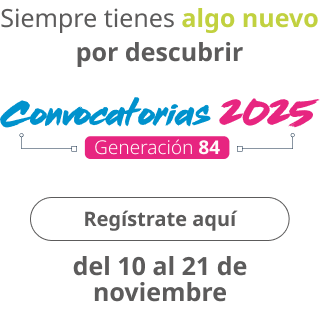 Siempre tienes algo nuevo
por descubrir
Convocatorias 2025
Generación 84
Regístrate aquí
del 10 al 21 de
noviembre